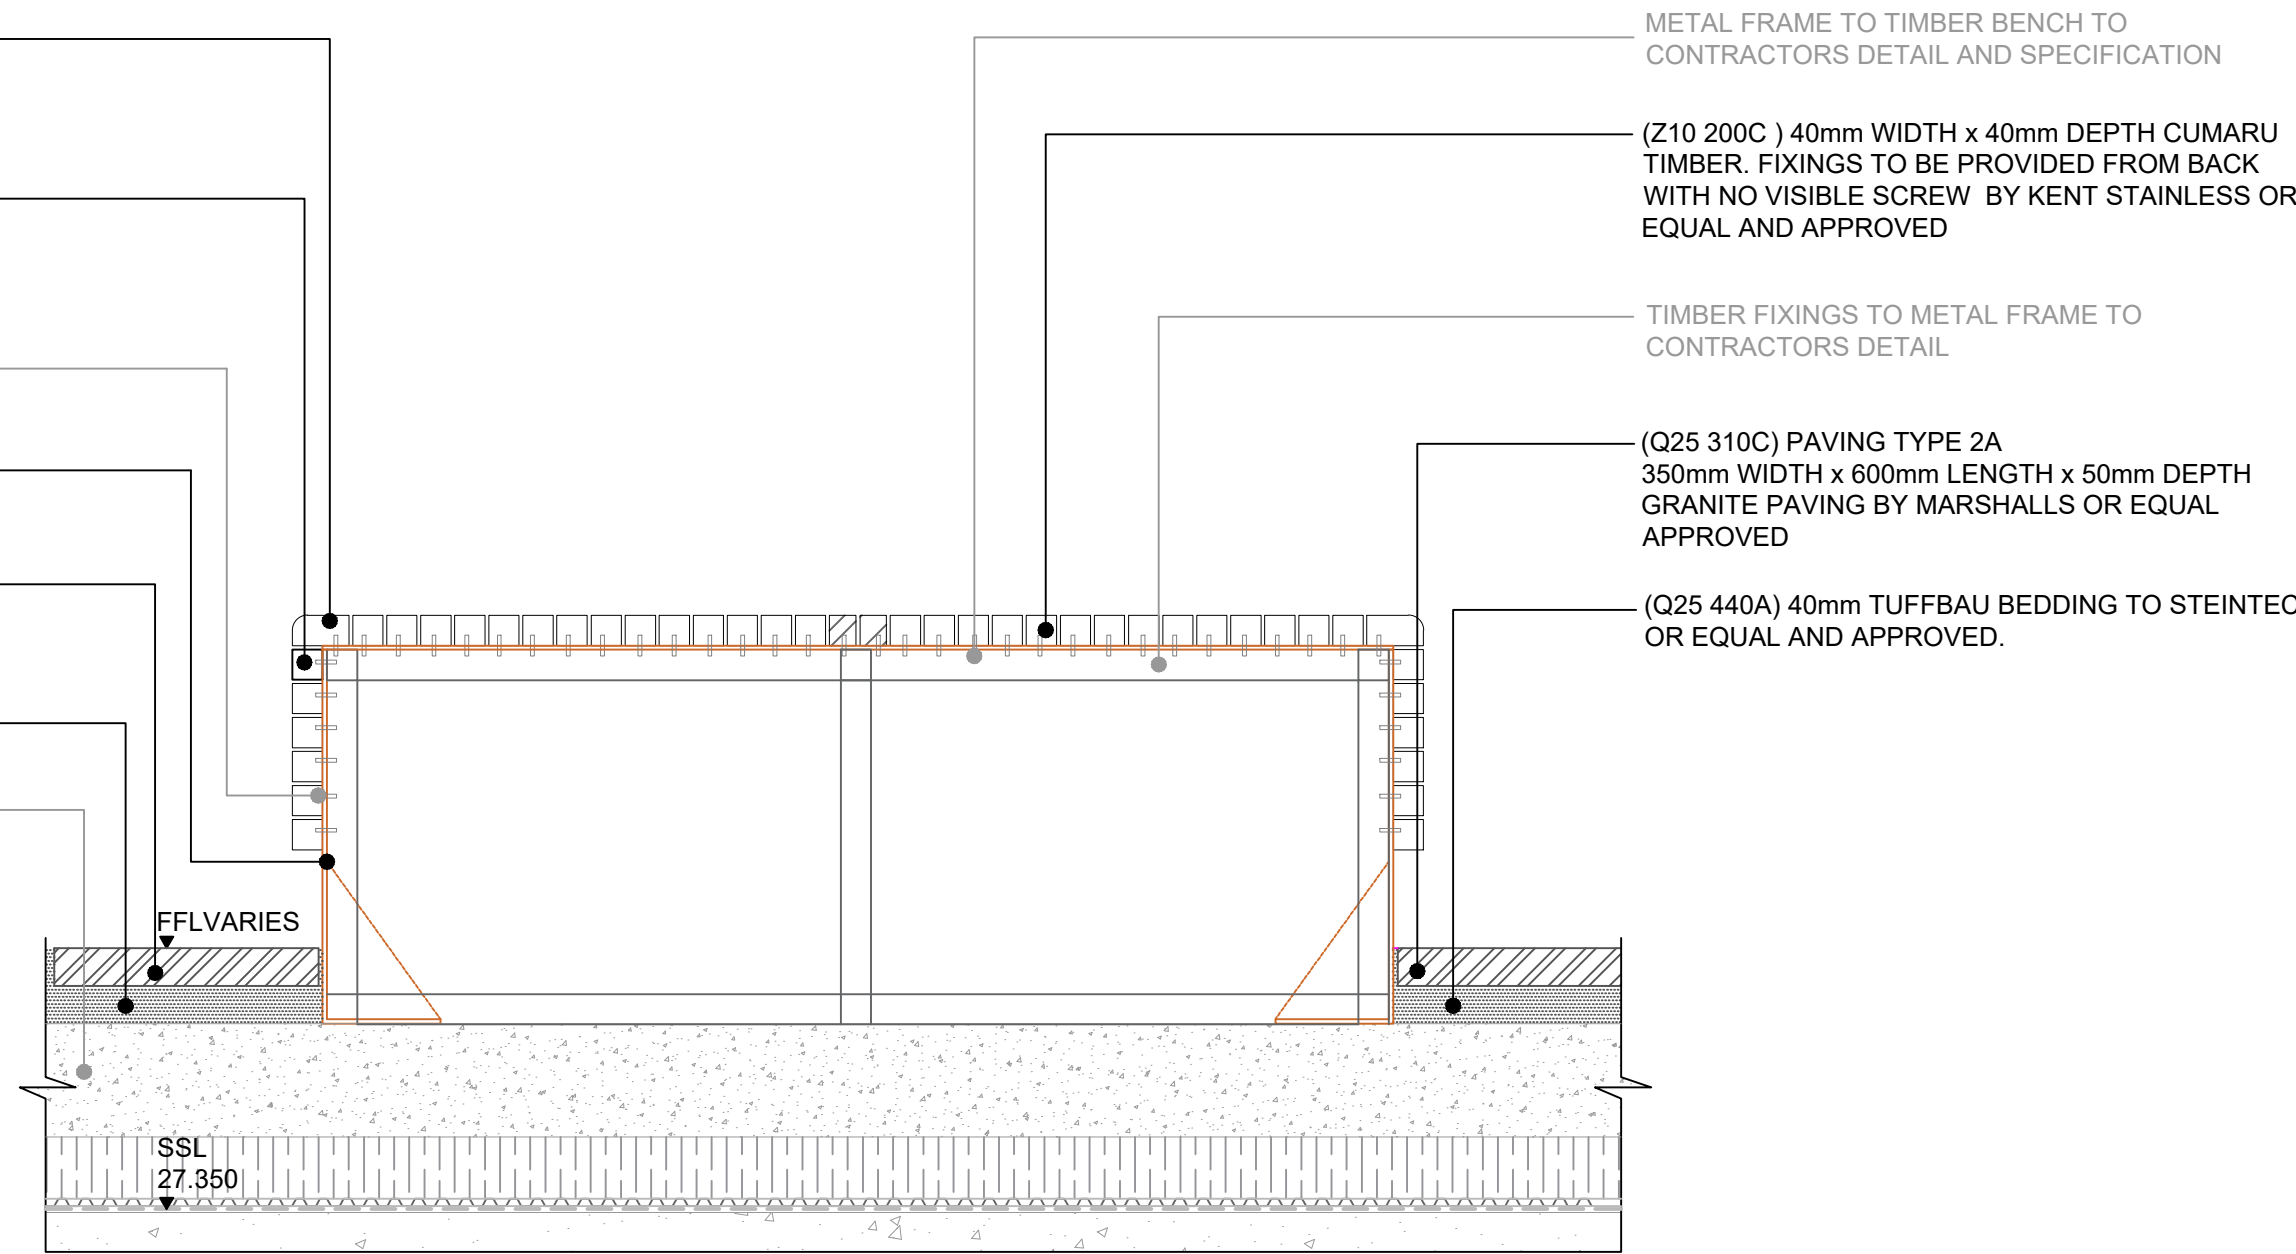 METAL FRAME TO TIMBER BENCH TO
CONTRACTORS DETAIL AND SPECIFICATION
(Z10 200C ) 40mm WIDTH x 40mm DEPTH CUMARU
TIMBER. FIXINGS TO BE PROVIDED FROM BACK
WITH NO VISIBLE SCREW BY KENT STAINLESS OR
EQUAL AND APPROVED
TIMBER FIXINGS TO METAL FRAME TO
CONTRACTORS DETAIL
(Q25 310C) PAVING TYPE 2A
350mm WIDTH x 600mm LENGTH x 50mm DEPTH
GRANITE PAVING BY MARSHALLS OR EQUAL
APPROVED
(Q25 440A) 40mm TUFFBAU BEDDING TO STEINTEC
OR EQUAL AND APPROVED.
FFLVARIES
SSL
27.350